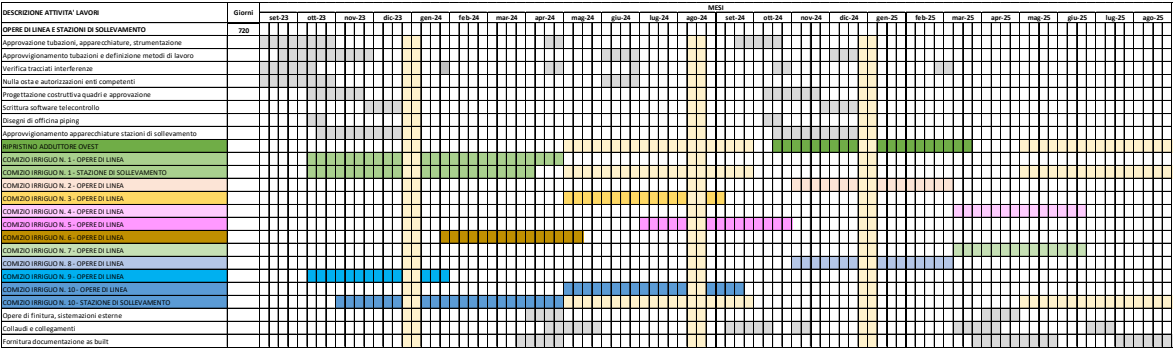 DESCRIZIONE ATTIVITA' LAVORI Giorni MESI
set-23 ott-23 nov-23 dic-23 gen-24 feb-24 mar-24 apr-24 mag-24 giu-24 lug-24 ago-24 set-24 ott-24 nov-24 dic-24 gen-25 feb-25 mar-25 apr-25 mag-25 giu-25 lug-25 ago-25
OPERE DI LINEA E STAZIONI DI SOLLEVAMENTO 720
Approvazione tubazioni, apparecchiature, strumentazione
Approvvigionamento tubazioni e definizione metodi di lavoro
Verifica tracciati interferenze
Nulla osta e autorizzazioni enti competenti
Progettazione costruttiva quadri e approvazione
Scrittura software telecontrollo
Disegni di officina piping
Approvvigionamento apparecchiature stazioni di sollevamento
RIPRISTINO ADDUTTORE OVEST
COMIZIO IRRIGUO N. 1 - OPERE DI LINEA
COMIZIO IRRIGUO N. 1 - STAZIONE DI SOLLEVAMENTO
COMIZIO IRRIGUO N. 2 - OPERE DI LINEA
COMIZIO IRRIGUO N. 3 - OPERE DI LINEA
COMIZIO IRRIGUO N. 4 - OPERE DI LINEA
COMIZIO IRRIGUO N. 5 - OPERE DI LINEA
COMIZIO IRRIGUO N. 6 - OPERE DI LINEA
COMIZIO IRRIGUO N. 7 - OPERE DI LINEA
COMIZIO IRRIGUO N. 8 - OPERE DI LINEA
COMIZIO IRRIGUO N. 9 - OPERE DI LINEA
COMIZIO IRRIGUO N. 10 - OPERE DI LINEA
COMIZIO IRRIGUO N. 10 - STAZIONE DI SOLLEVAMENTO
Opere di finitura, sistemazioni esterne
Collaudi e collegamenti
Fornitura documentazione as built